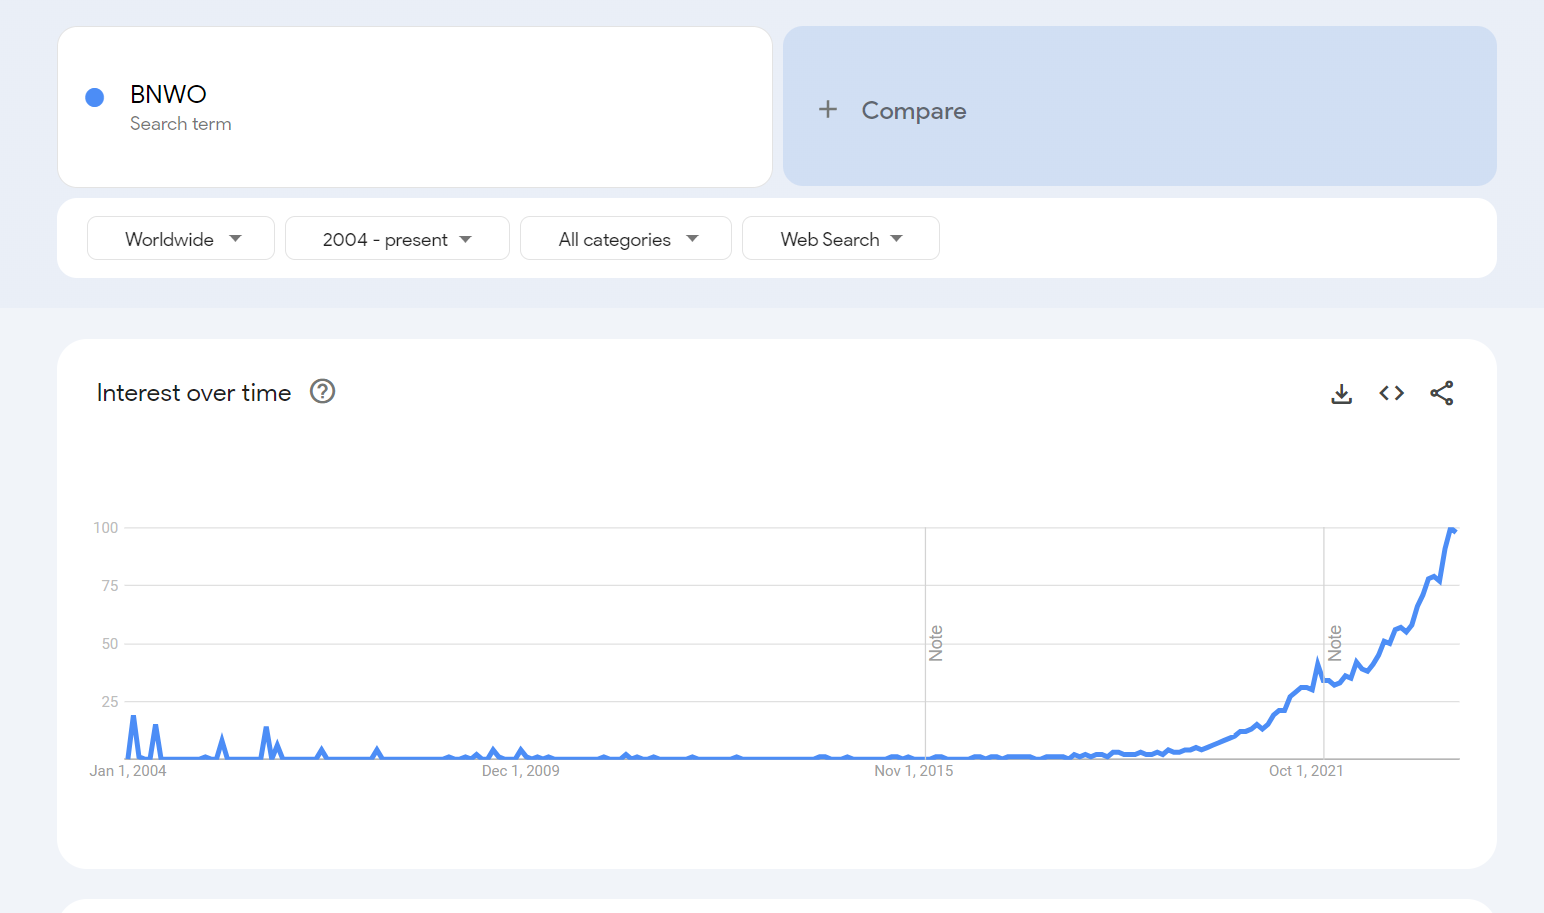 BNWO
Search term
+ Compare
Worldwide
2004 - present
All categories
Web Search
Interest over time ?
100
75
50
25
Note
Note
Jan 1, 2004
Dec 1, 2009
Nov 1, 2015
Oct 1, 2021